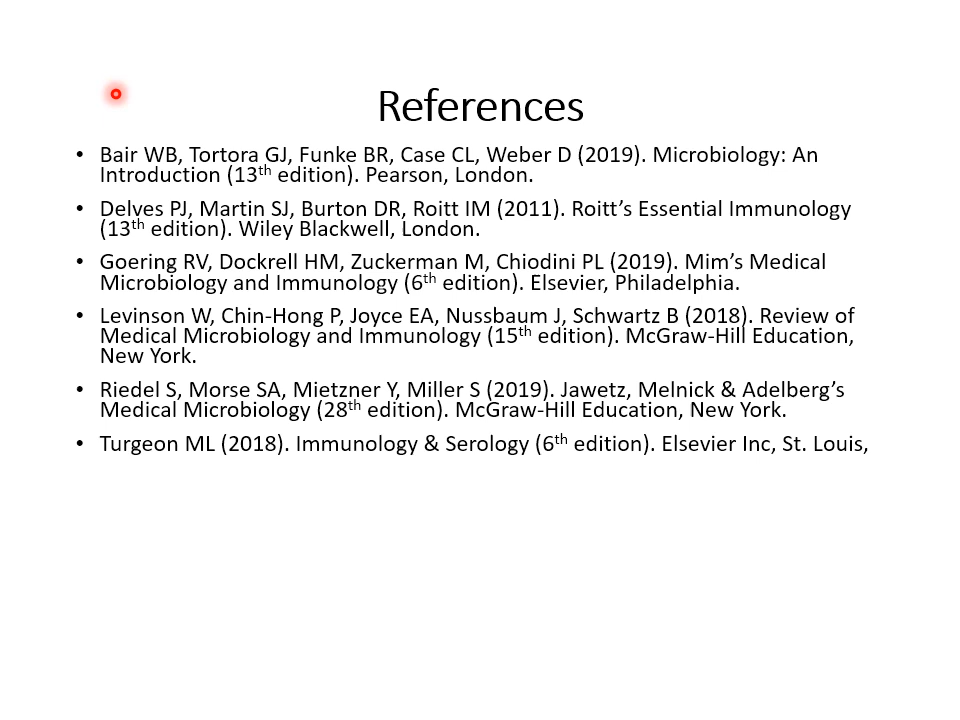 References
• Bair WB, Tortora GJ, Funke BR, Case CL, Weber D (2019). Microbiology: An
Introduction (13th edition). Pearson, London.
• Delves PJ, Martin SJ, Burton DR, Roitt IM (2011). Roitt’s Essential Immunology
(13th edition). Wiley Blackwell, London.
• Goering RV, Dockrell HM, Zuckerman M, Chiodini PL (2019). Mim’s Medical
Microbiology and Immunology (6th edition). Elsevier, Philadelphia.
• Levinson W, Chin-Hong P, Joyce EA, Nussbaum J, Schwartz B (2018). Review of
Medical Microbiology and Immunology (15th edition). McGraw-Hill Education,
New York.
• Riedel S, Morse SA, Mietzner Y, Miller S (2019). Jawetz, Melnick & Adelberg’s
Medical Microbiology (28th edition). McGraw-Hill Education, New York.
• Turgeon ML (2018). Immunology & Serology (6th edition). Elsevier Inc, St. Louis,